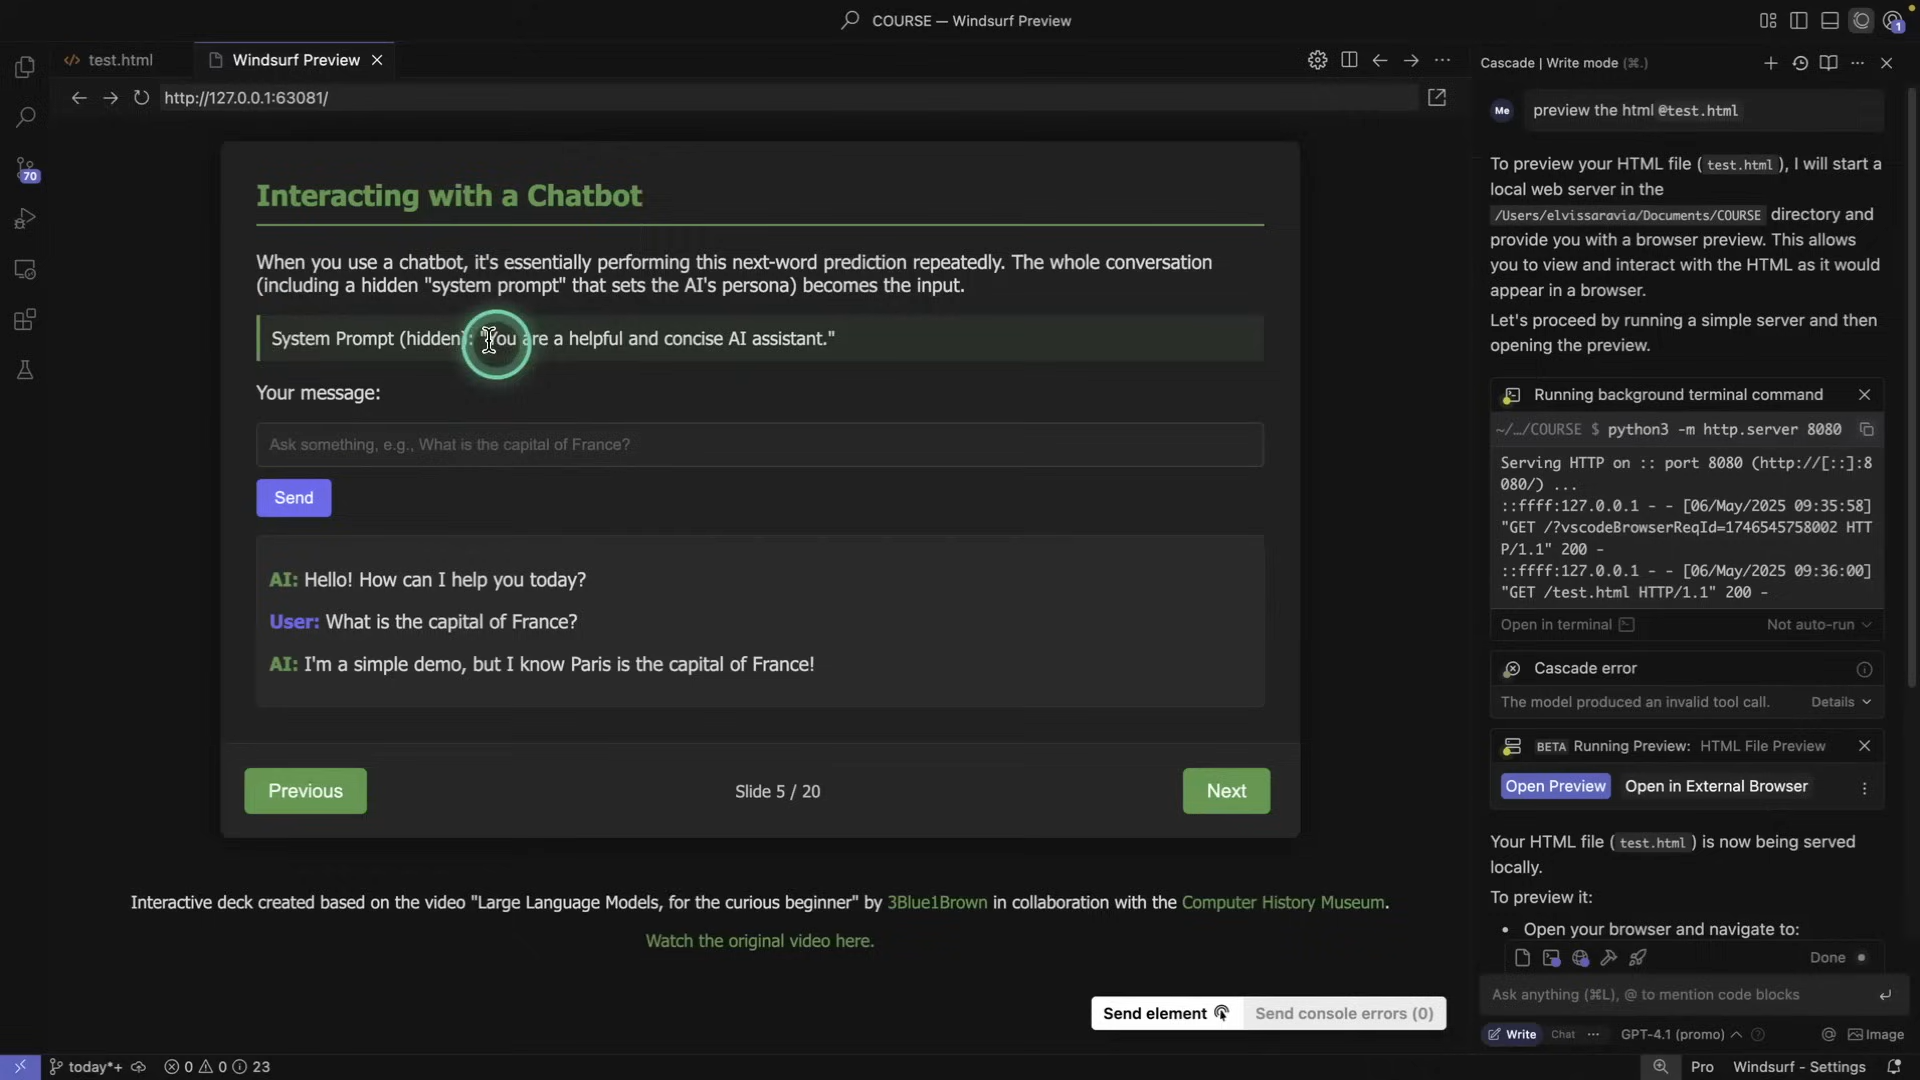 COURSE — Windsurf Preview
1
test.html
Windsurf Preview
http://127.0.0.1:63081/
70
Interacting with a Chatbot
When you use a chatbot, it's essentially performing this next-word prediction repeatedly. The whole conversation
(including a hidden "system prompt" that sets the AI's persona) becomes the input.
System Prompt (hidden): "You are a helpful and concise AI assistant."
Your message:
Ask something, e.g., What is the capital of France?
Send
AI: Hello! How can I help you today?
User: What is the capital of France?
AI: I'm a simple demo, but I know Paris is the capital of France!
Previous
Slide 5 / 20
Next
Interactive deck created based on the video "Large Language Models, for the curious beginner" by 3Blue1Brown in collaboration with the Computer History Museum.
Watch the original video here.
Send element
Send console errors (0)
Cascade | Write mode (⌘.)
Me
preview the html @test.html
To preview your HTML file (test.html), I will start a
local web server in the
/Users/elvissaravia/Documents/COURSE directory and
provide you with a browser preview. This allows
you to view and interact with the HTML as it would
appear in a browser.
Let's proceed by running a simple server and then
opening the preview.
Running background terminal command
~/…/COURSE $ python3 -m http.server 8080
Serving HTTP on :: port 8080 (http://[::]:8
080/) ...
::ffff:127.0.0.1 - - [06/May/2025 09:35:58]
"GET /?vscodeBrowserReqId=1746545758002 HTT
P/1.1" 200 -
::ffff:127.0.0.1 - - [06/May/2025 09:36:00]
"GET /test.html HTTP/1.1" 200 -
Open in terminal
Not auto-run
Cascade error
The model produced an invalid tool call.
Details
BETA Running Preview: HTML File Preview
Open Preview
Open in External Browser
Your HTML file (test.html) is now being served
locally.
To preview it:
• Open your browser and navigate to:
Done
Ask anything (⌘L), @ to mention code blocks
Write
Chat
GPT-4.1 (promo)
Image
today*+
0 0 23
Pro
Windsurf - Settings